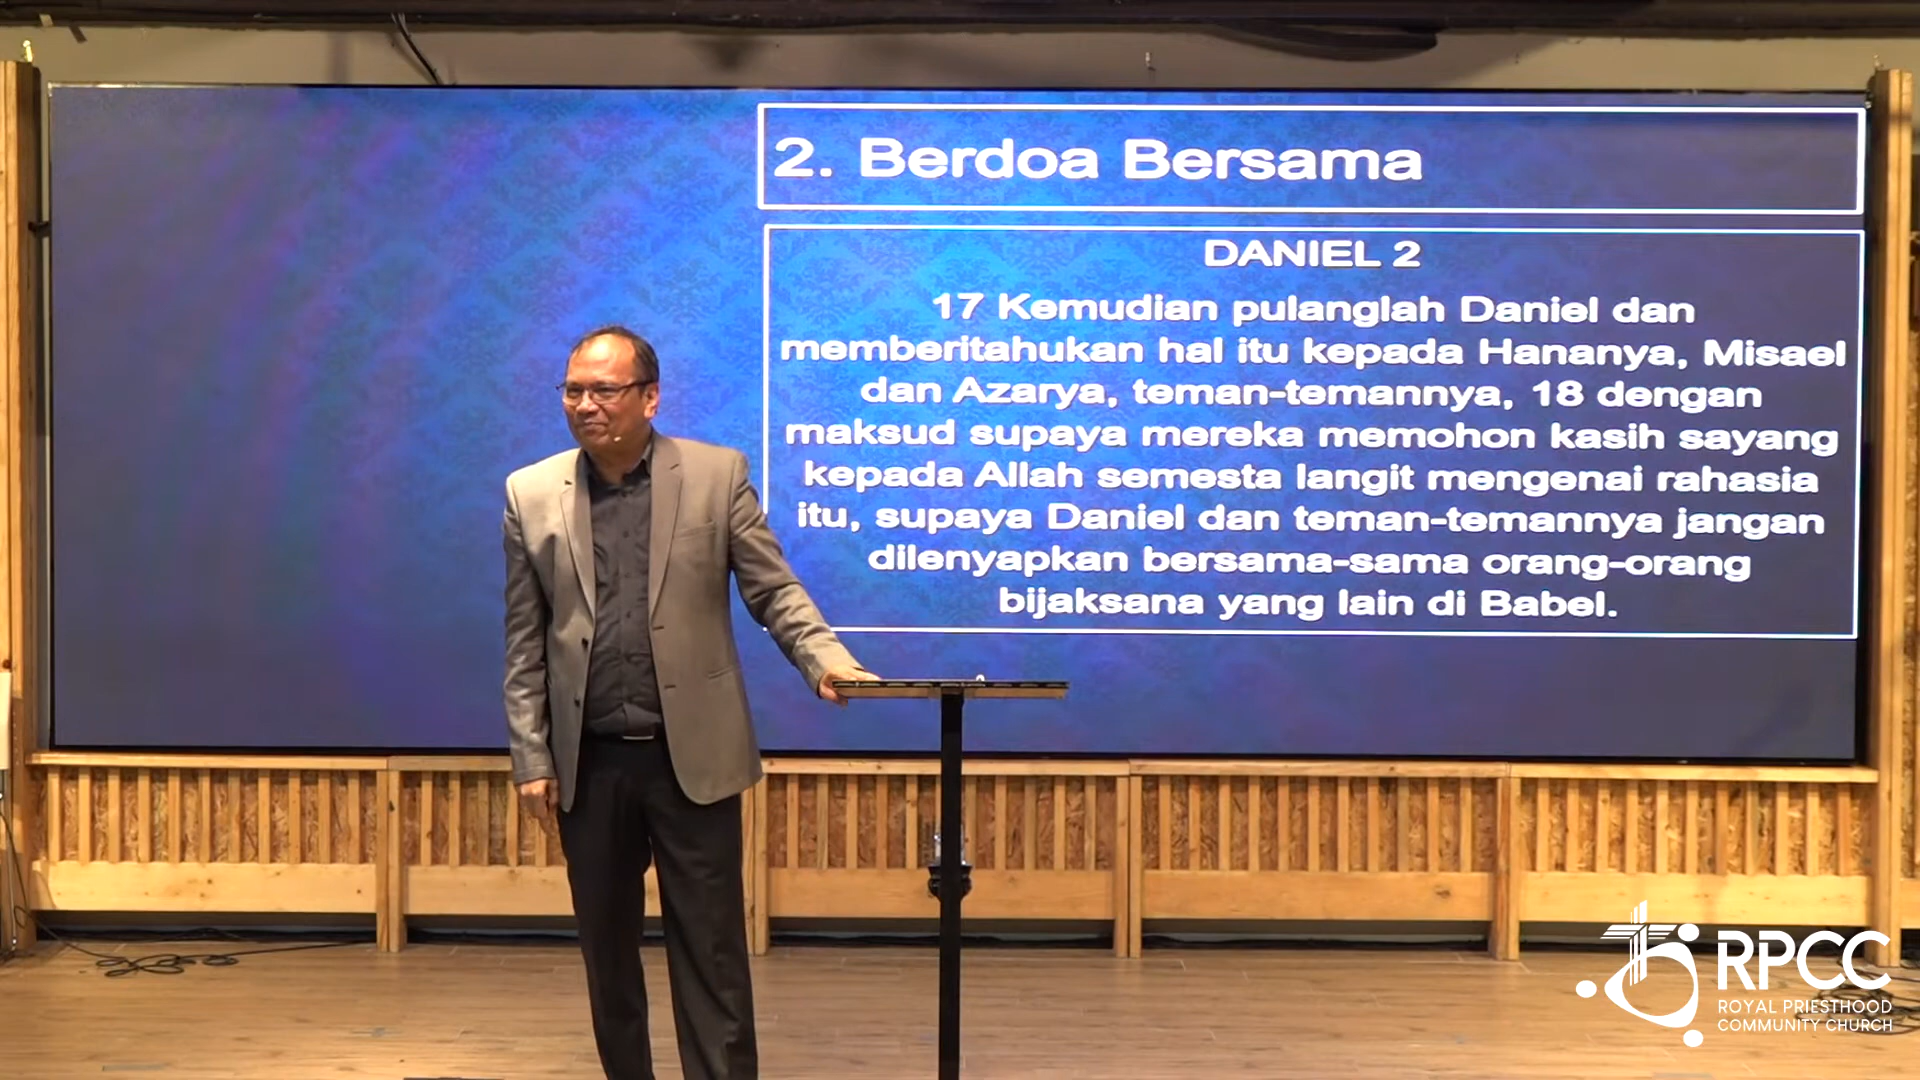 2. Berdoa Bersama
DANIEL 2
17 Kemudian pulanglah Daniel dan
memberitahukan hal itu kepada Hananya, Misael
dan Azarya, teman-temannya, 18 dengan
maksud supaya mereka memohon kasih sayang
kepada Allah semesta langit mengenai rahasia
itu, supaya Daniel dan teman-temannya jangan
dilenyapkan bersama-sama orang-orang
bijaksana yang lain di Babel.
RPCC
ROYAL PRIESTHOOD
COMMUNITY CHURCH